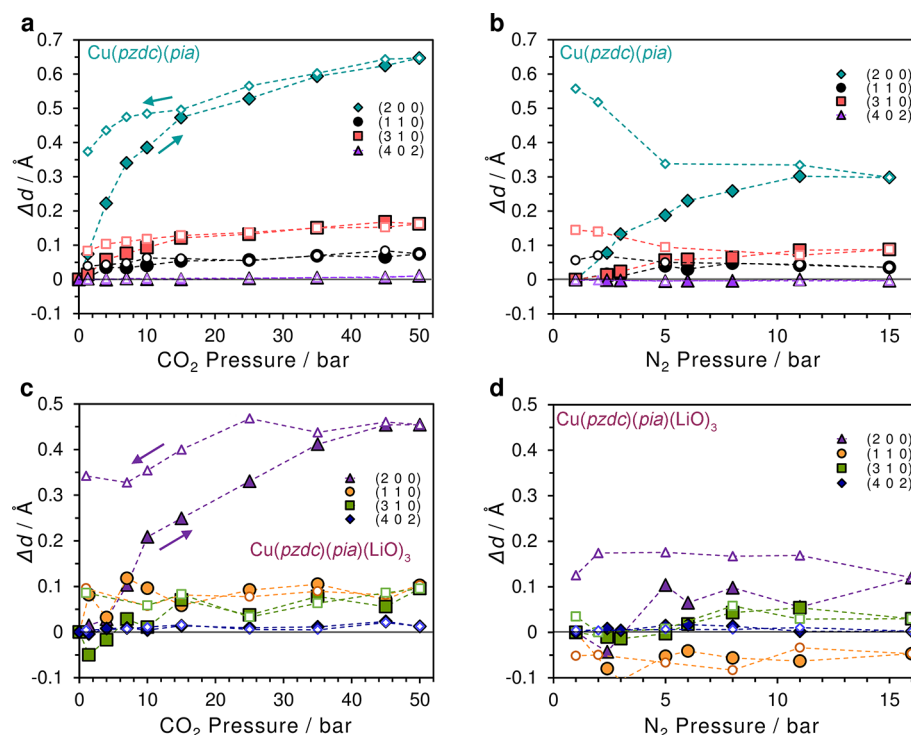 a
Cu(pzdc)(pia)
0.7
0.6
0.5
0.4
0.3
0.2
0.1
0
-0.1
Δd / Å
(2 0 0)
(1 1 0)
(3 1 0)
(4 0 2)
0 10 20 30 40 50
CO₂ Pressure / bar
b
Cu(pzdc)(pia)
0.7
0.6
0.5
0.4
0.3
0.2
0.1
0
-0.1
Δd / Å
(2 0 0)
(1 1 0)
(3 1 0)
(4 0 2)
0 5 10 15
N₂ Pressure / bar
c
0.5
0.4
0.3
0.2
0.1
0
-0.1
Δd / Å
(2 0 0)
(1 1 0)
(3 1 0)
(4 0 2)
Cu(pzdc)(pia)(LiO)₃
0 10 20 30 40 50
CO₂ Pressure / bar
d
Cu(pzdc)(pia)(LiO)₃
0.5
0.4
0.3
0.2
0.1
0
-0.1
Δd / Å
(2 0 0)
(1 1 0)
(3 1 0)
(4 0 2)
0 5 10 15
N₂ Pressure / bar